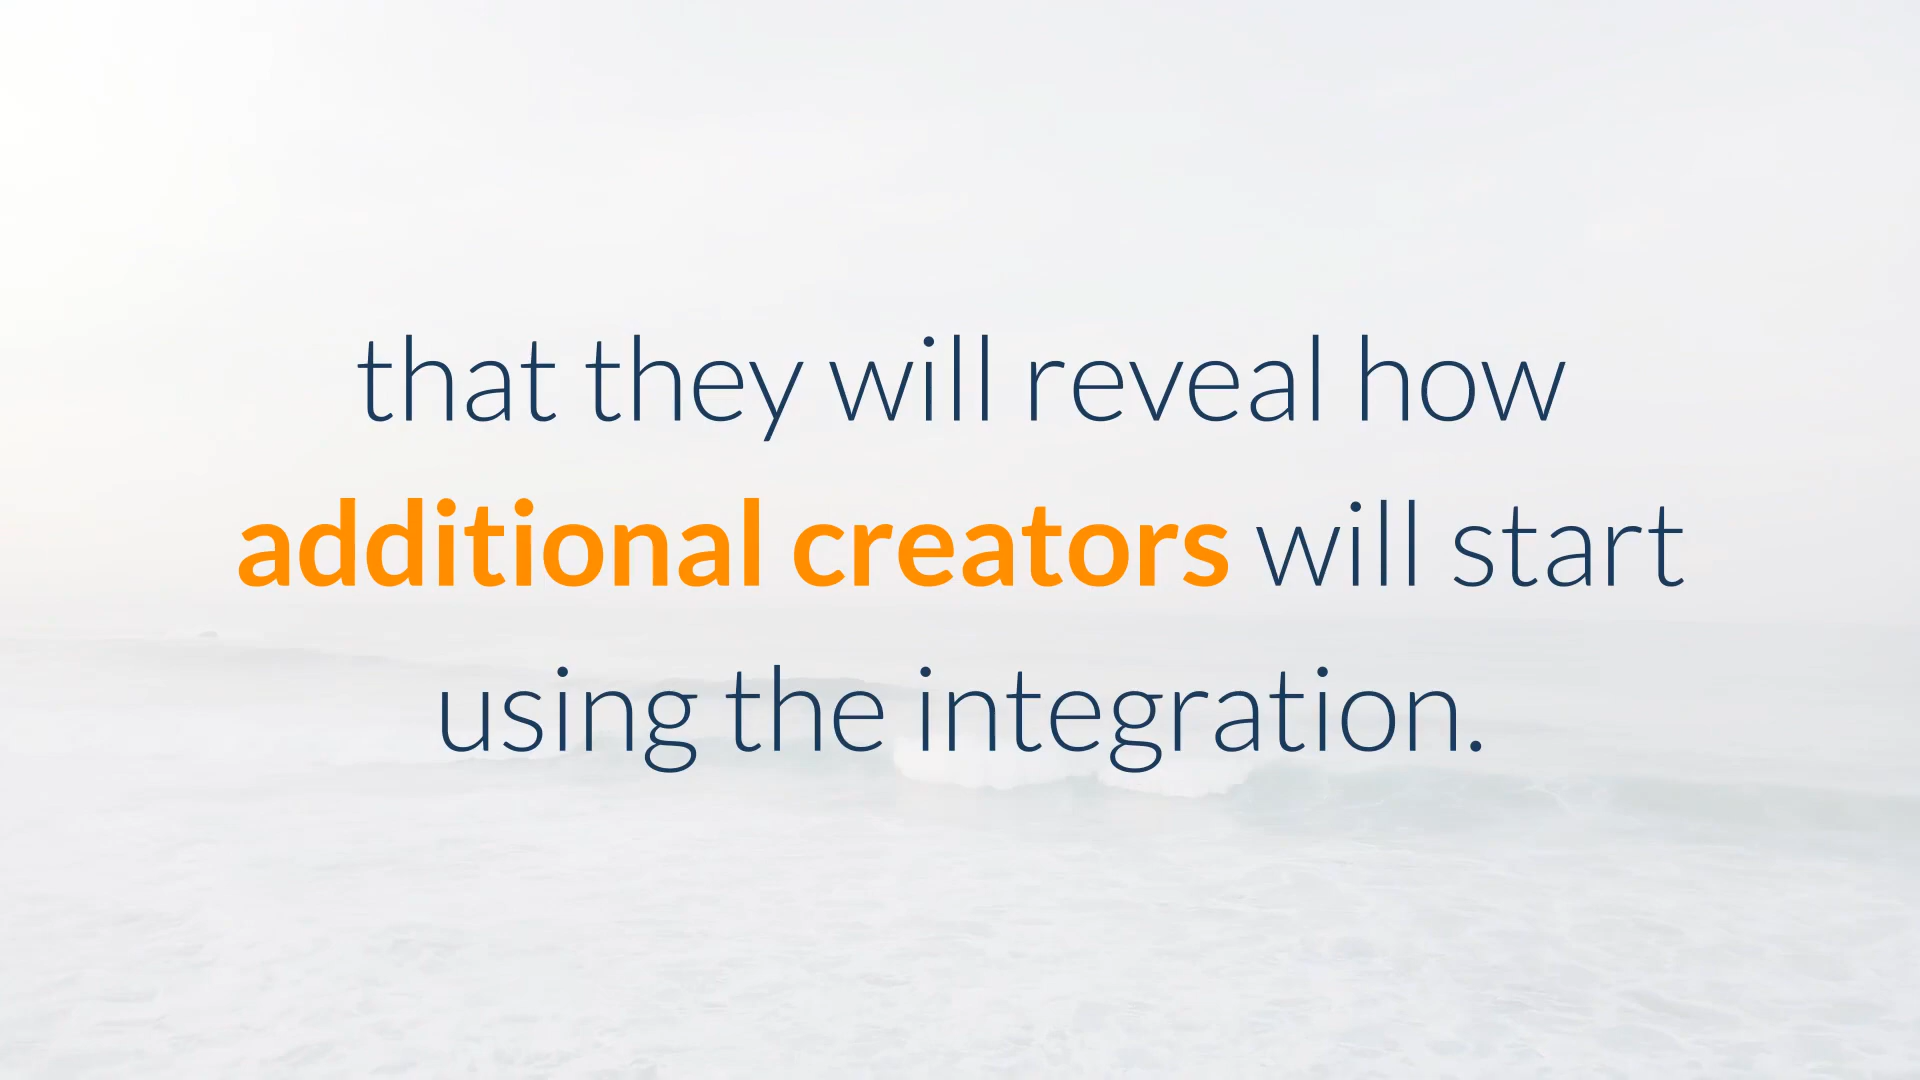 that they will reveal how
additional creators will start
using the integration.